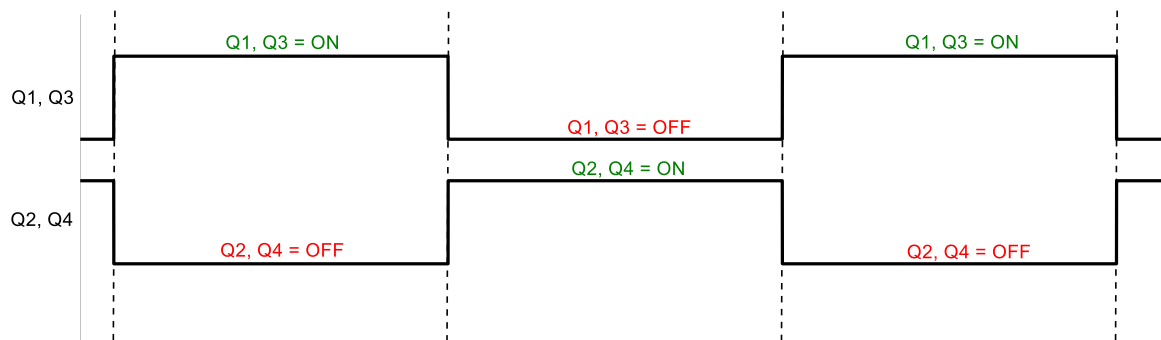 Q1, Q3 = ON
Q1, Q3 = ON
Q1, Q3
Q1, Q3 = OFF
Q2, Q4 = ON
Q2, Q4
Q2, Q4 = OFF
Q2, Q4 = OFF